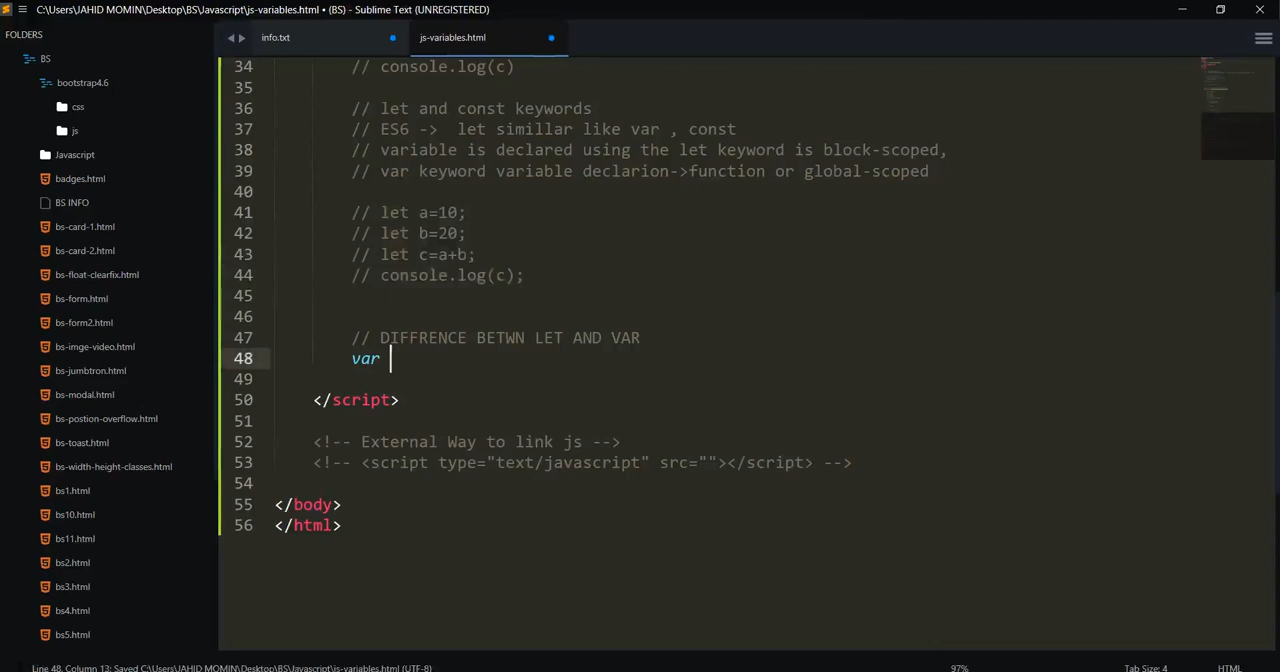 C:\Users\JAHID MOMIN\Desktop\BS\Javascript\js-variables.html • (BS) - Sublime Text (UNREGISTERED)
FOLDERS
BS
bootstrap4.6
css
js
Javascript
badges.html
BS INFO
bs-card-1.html
bs-card-2.html
bs-float-clearfix.html
bs-form.html
bs-form2.html
bs-imge-video.html
bs-jumbtron.html
bs-modal.html
bs-postion-overflow.html
bs-toast.html
bs-width-height-classes.html
bs1.html
bs10.html
bs11.html
bs2.html
bs3.html
bs4.html
bs5.html
info.txt
js-variables.html
34 // console.log(c)
35
36 // let and const keywords
37 // ES6 -> let simillar like var , const
38 // variable is declared using the let keyword is block-scoped,
39 // var keyword variable declarion->function or global-scoped
40
41 // let a=10;
42 // let b=20;
43 // let c=a+b;
44 // console.log(c);
45
46
47 // DIFFRENCE BETWN LET AND VAR
48 var
49
50 </script>
51
52 <!-- External Way to link js -->
53 <!-- <script type="text/javascript" src=""></script> -->
54
55 </body>
56 </html>
Line 48, Column 13: Saved C:\Users\JAHID MOMIN\Desktop\BS\Javascript\js-variables.html (UTF-8)
97%
Tab Size: 4
HTML